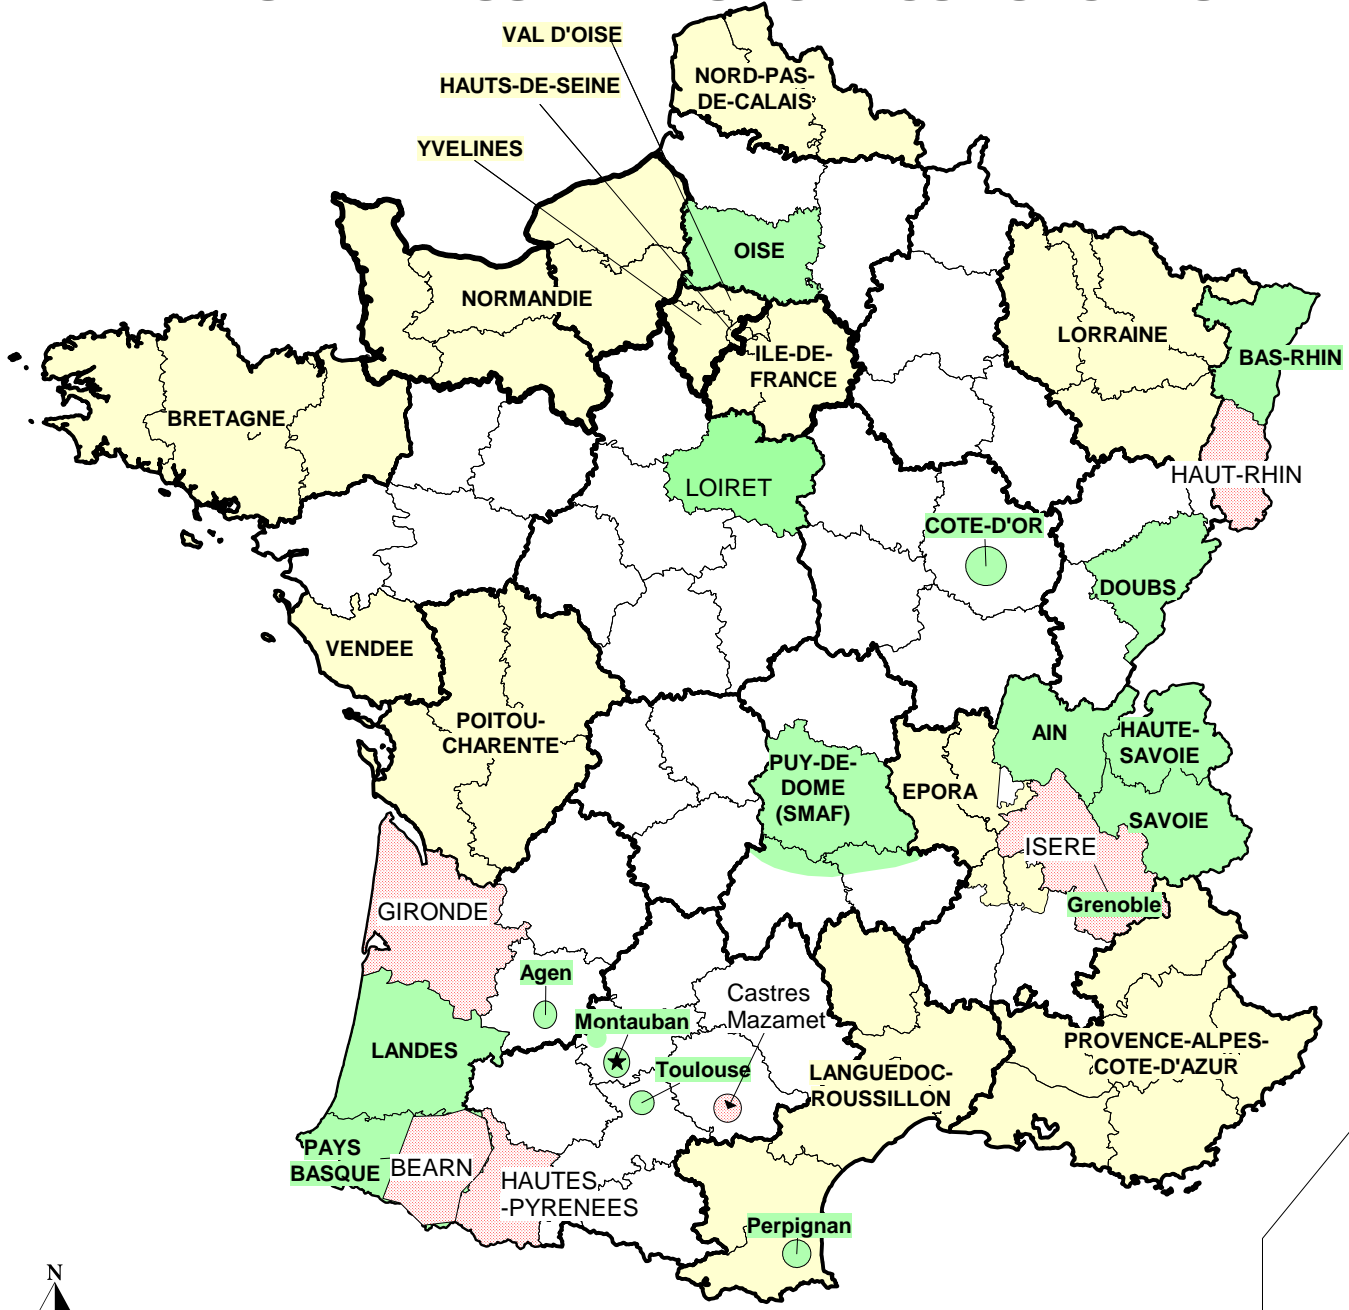 VAL D'OISE
HAUTS-DE-SEINE
YVELINES
NORD-PAS-
DE-CALAIS
OISE
NORMANDIE
ILE-DE-
FRANCE
LORRAINE
BAS-RHIN
BRETAGNE
HAUT-RHIN
LOIRET
COTE-D'OR
DOUBS
VENDEE
POITOU-
CHARENTE
AIN
HAUTE-
SAVOIE
PUY-DE-
DOME
(SMAF)
EPORA
SAVOIE
ISERE
Grenoble
GIRONDE
Agen
Castres
Mazamet
Montauban
LANDES
Toulouse
LANGUEDOC-
ROUSSILLON
PROVENCE-ALPES-
COTE-D'AZUR
PAYS
BASQUE
BEARN
HAUTES
-PYRENEES
Perpignan
N